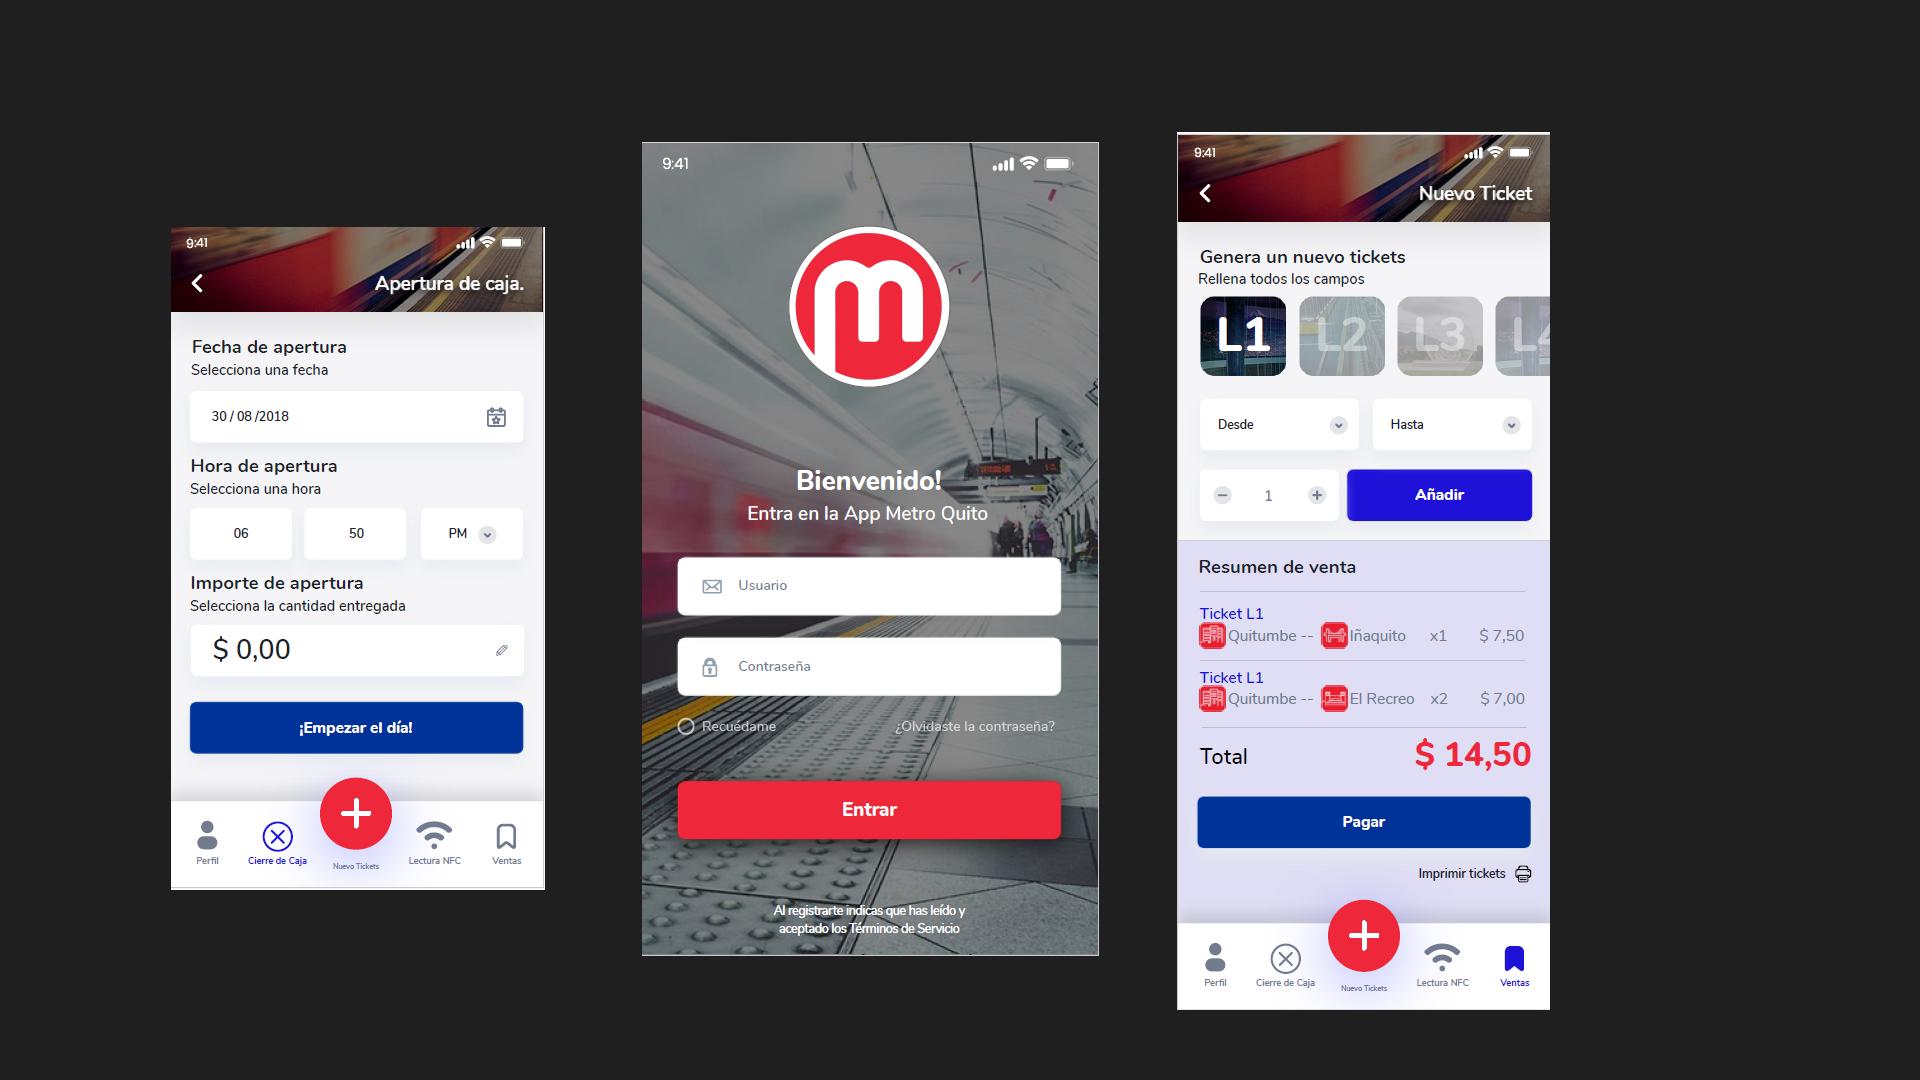 9:41
Apertura de caja.
Fecha de apertura
Selecciona una fecha
30 / 08 /2018
Hora de apertura
Selecciona una hora
06 50 PM
Importe de apertura
Selecciona la cantidad entregada
$ 0,00
¡Empezar el día!
Perfil
Cierre de Caja
Nuevo Tickets
Lectura NFC
Ventas
9:41
m
Bienvenido!
Entra en la App Metro Quito
Usuario
Contraseña
Recuédame ¿Olvidaste la contraseña?
Entrar
Al registrarte indicas que has leído y
aceptado los Términos de Servicio
9:41
Nuevo Ticket
Genera un nuevo tickets
Rellena todos los campos
L1 L2 L3 L4
Desde Hasta
1 Añadir
Resumen de venta
Ticket L1
Quitumbe -- Iñaquito x1 $ 7,50
Ticket L1
Quitumbe -- El Recreo x2 $ 7,00
Total $ 14,50
Pagar
Imprimir tickets
Perfil
Cierre de Caja
Nuevo Tickets
Lectura NFC
Ventas